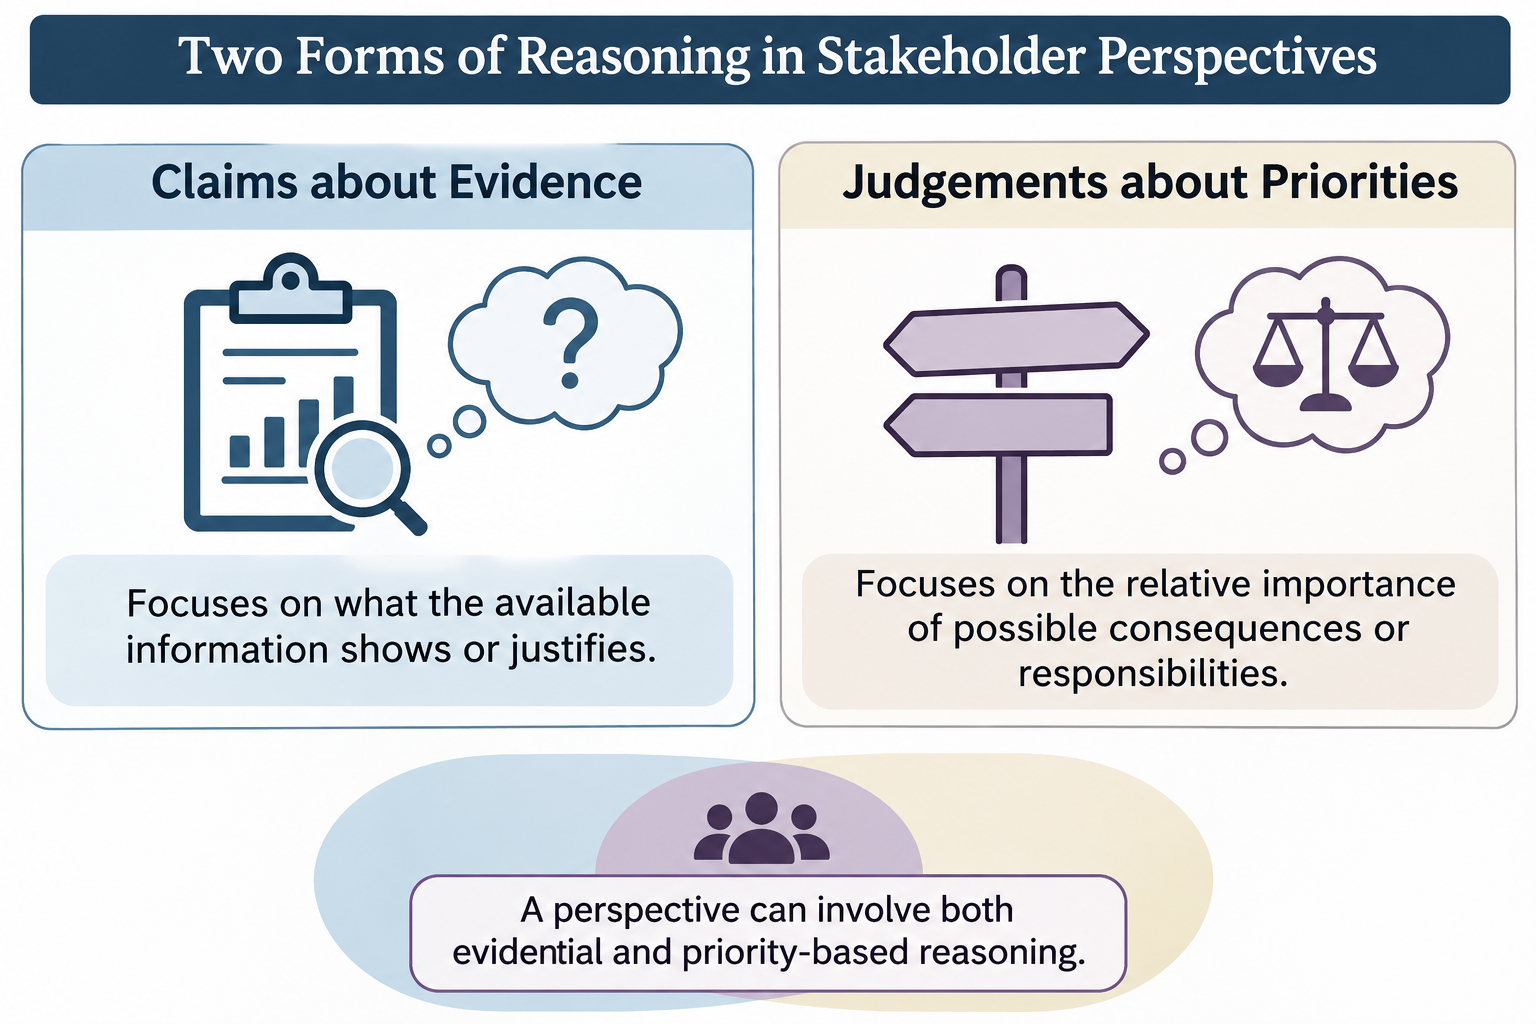 Two Forms of Reasoning in Stakeholder Perspectives
Claims about Evidence
?
Focuses on what the available
information shows or justifies.
Judgements about Priorities
Focuses on the relative importance
of possible consequences or
responsibilities.
A perspective can involve both
evidential and priority-based reasoning.